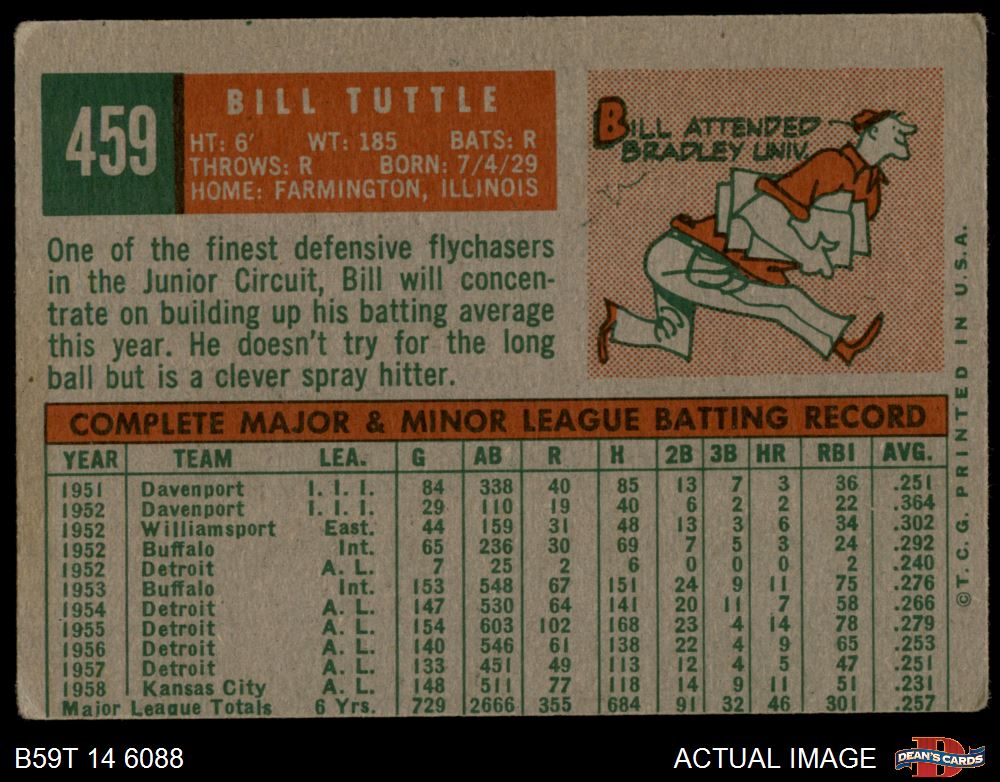 459
BILL TUTTLE
HT: 6' WT: 185 BATS: R
THROWS: R BORN: 7/4/29
HOME: FARMINGTON, ILLINOIS
One of the finest defensive flychasers
in the Junior Circuit, Bill will concen-
trate on building up his batting average
this year. He doesn't try for the long
ball but is a clever spray hitter.
BILL ATTENDED
BRADLEY UNIV.
COMPLETE MAJOR & MINOR LEAGUE BATTING RECORD
YEAR TEAM LEA. G AB R H 2B 3B HR RBI AVG.
1951 Davenport I. I. I. 84 338 40 85 13 7 3 36 .251
1952 Davenport I. I. I. 29 110 19 40 6 2 2 22 .364
1952 Williamsport East. 44 159 31 48 13 3 6 34 .302
1952 Buffalo Int. 65 236 30 69 7 5 3 24 .292
1952 Detroit A. L. 7 25 2 6 0 0 0 2 .240
1953 Buffalo Int. 153 548 67 151 24 9 11 75 .276
1954 Detroit A. L. 147 530 64 141 20 11 7 58 .266
1955 Detroit A. L. 154 603 102 168 23 4 14 78 .279
1956 Detroit A. L. 140 546 61 138 22 4 9 65 .253
1957 Detroit A. L. 133 451 49 113 12 4 5 47 .251
1958 Kansas City A. L. 148 511 77 118 14 9 11 51 .231
Major League Totals 6 Yrs. 729 2666 355 684 91 32 46 301 .257
©T. C. G. PRINTED IN U.S.A.
B59T 14 6088
ACTUAL IMAGE
DEAN'S CARDS